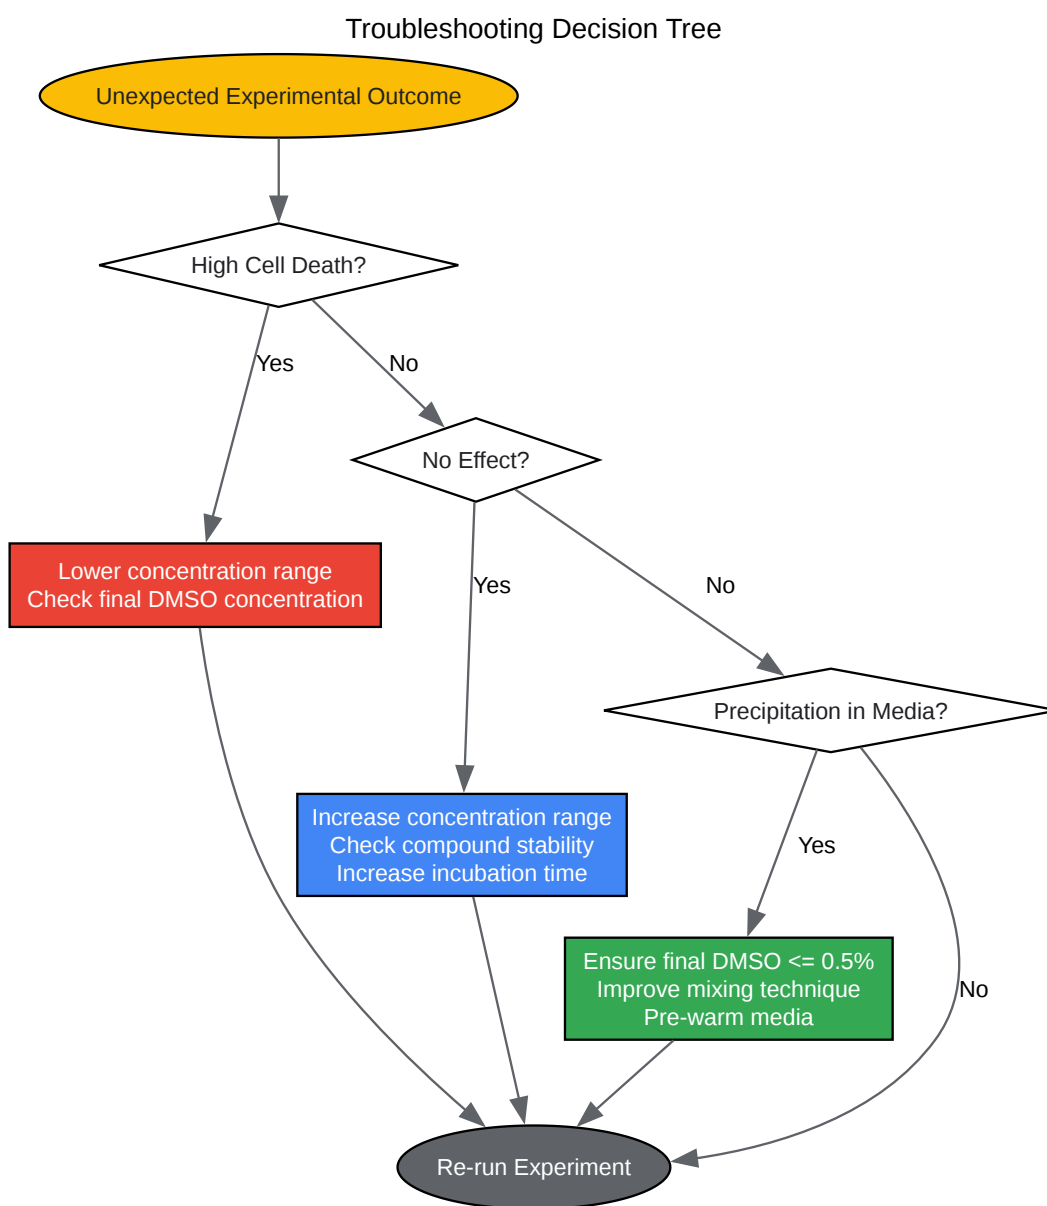 Troubleshooting Decision Tree
Unexpected Experimental Outcome
High Cell Death?
Yes
No
No Effect?
Lower concentration range
Check final DMSO concentration
Yes
No
Precipitation in Media?
Increase concentration range
Check compound stability
Increase incubation time
Yes
Ensure final DMSO <= 0.5%
Improve mixing technique
Pre-warm media
No
Re-run Experiment